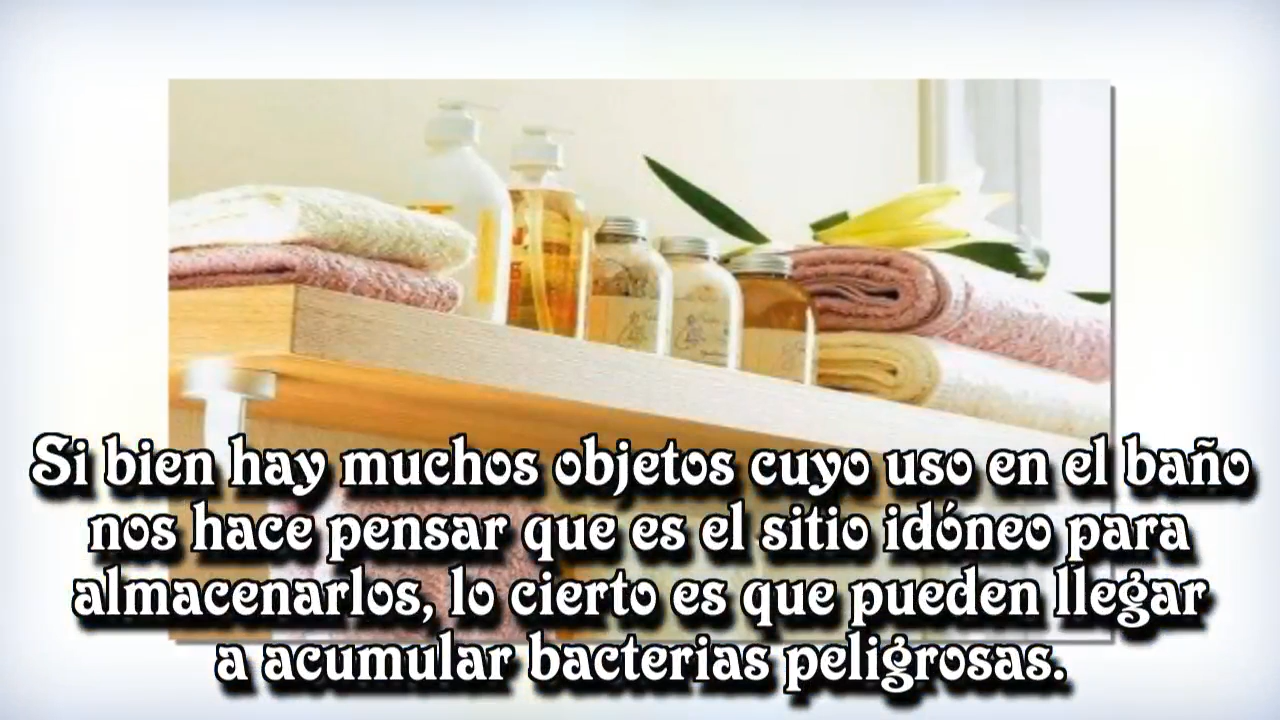 Si bien hay muchos objetos cuyo uso en el baño
nos hace pensar que es el sitio idóneo para
almacenarlos, lo cierto es que pueden llegar
a acumular bacterias peligrosas.